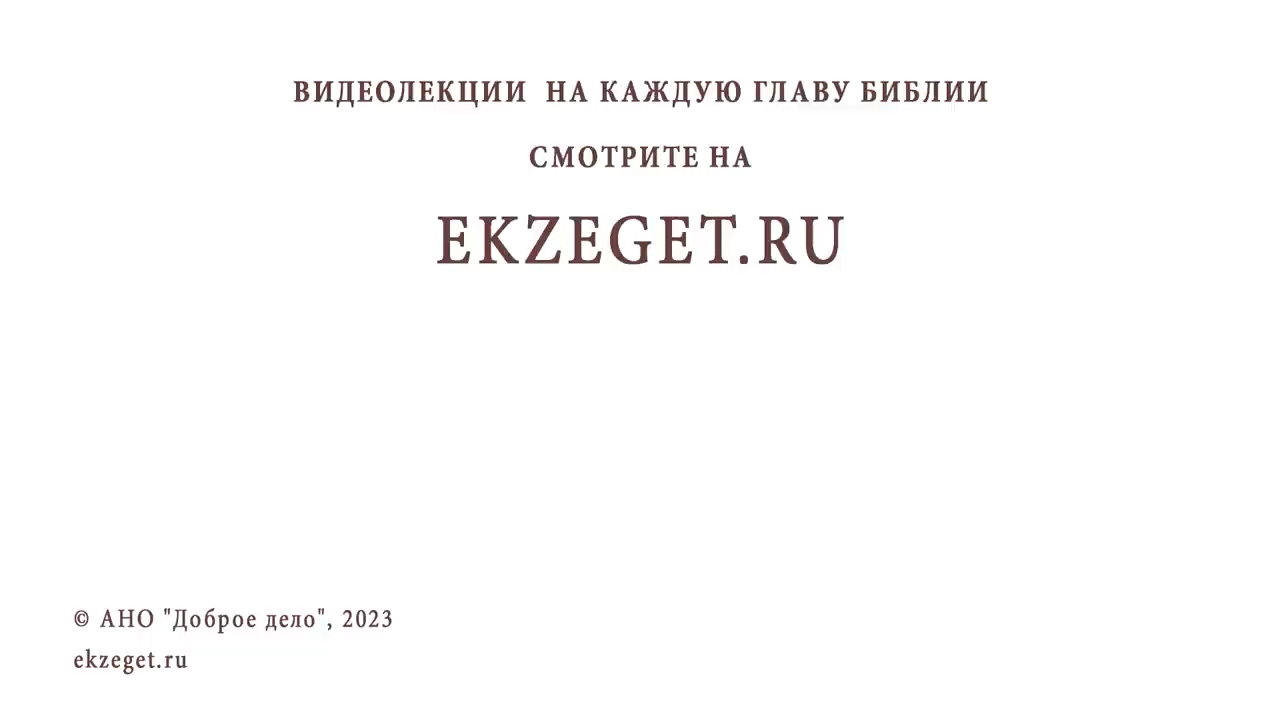 ВИДЕОЛЕКЦИИ НА КАЖДУЮ ГЛАВУ БИБЛИИ
СМОТРИТЕ НА
EKZEGET.RU
© АНО "Доброе дело", 2023
ekzeget.ru